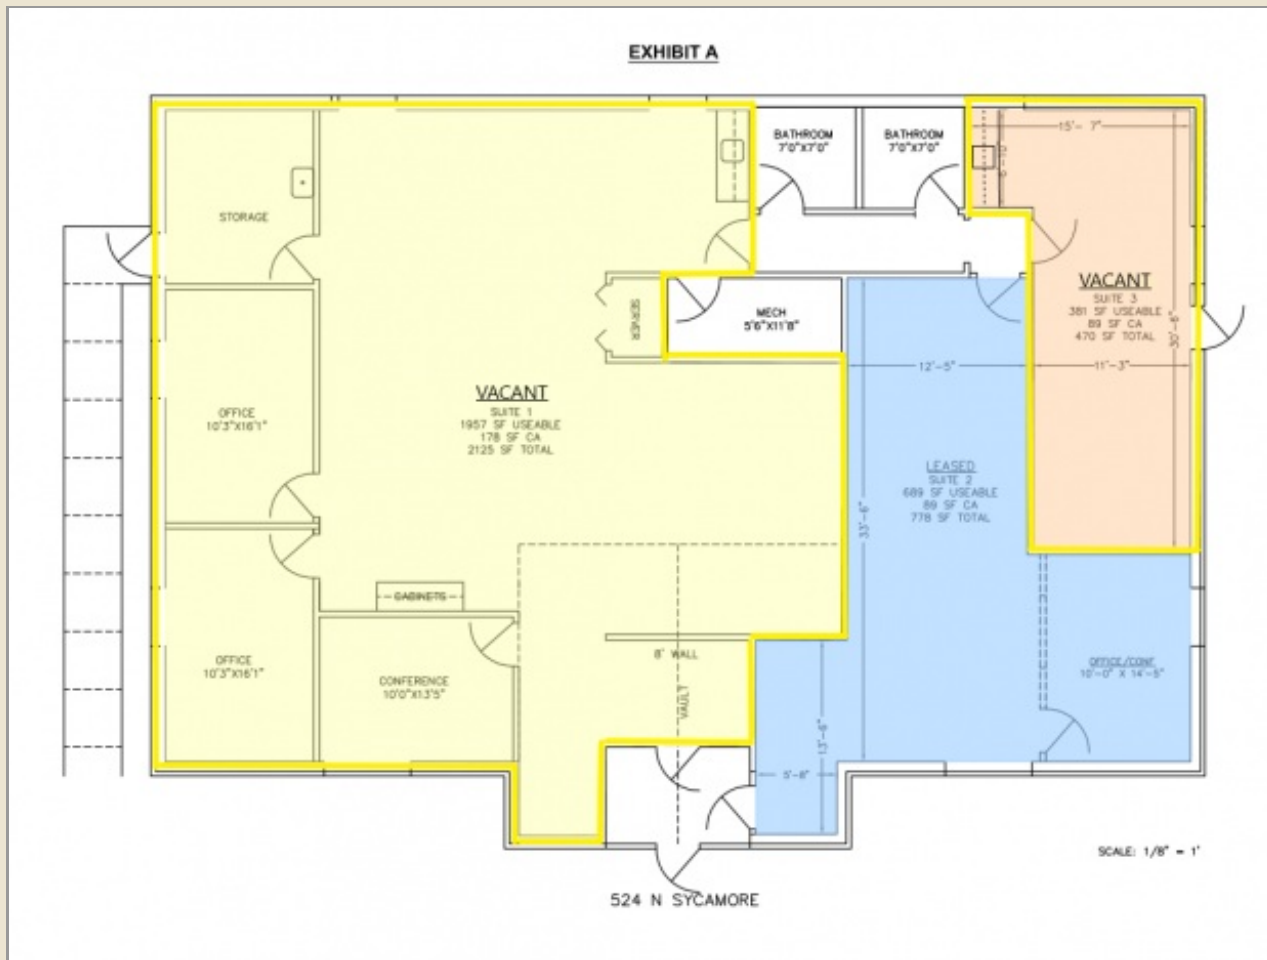 EXHIBIT A
BATHROOM
7'0"X7'0"
BATHROOM
7'0"X7'0"
15'- 7"
6'-10"
STORAGE
SERVER
MECH
5'6"X11'8"
VACANT
SUITE 3
381 SF USEABLE
89 SF CA
470 SF TOTAL
30'-6"
12'-5"
11'-3"
VACANT
SUITE 1
1957 SF USEABLE
178 SF CA
2125 SF TOTAL
OFFICE
10'3"X16'1"
LEASED
SUITE 2
689 SF USEABLE
89 SF CA
778 SF TOTAL
33'-6"
CABINETS
8' WALL
VAULT
OFFICE
10'3"X16'1"
CONFERENCE
10'0"X13'5"
OFFICE/CONF
10'-0" X 14'-5"
13'-6"
5'-8"
SCALE: 1/8" = 1'
524 N SYCAMORE